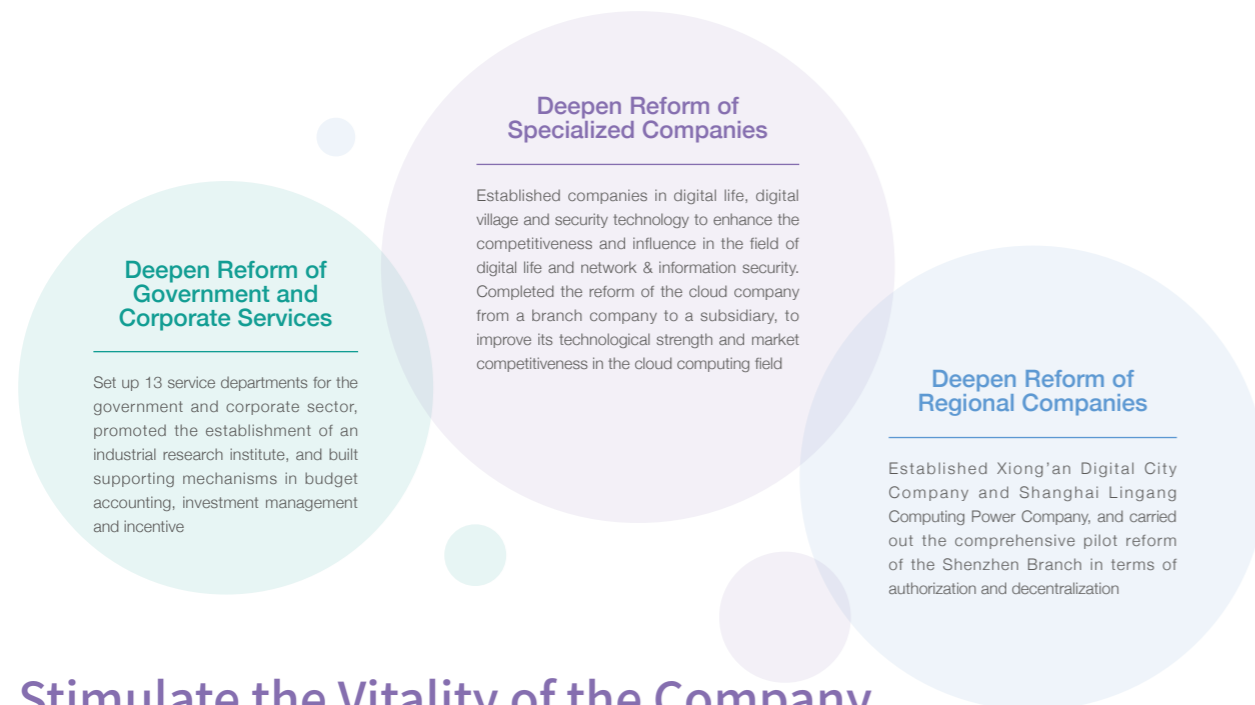 Deepen Reform of
Specialized Companies
Established companies in digital life, digital
village and security technology to enhance the
competitiveness and influence in the field of
digital life and network & information security.
Completed the reform of the cloud company
from a branch company to a subsidiary, to
improve its technological strength and market
competitiveness in the cloud computing field
Deepen Reform of
Government and
Corporate Services
Set up 13 service departments for the
government and corporate sector,
promoted the establishment of an
industrial research institute, and built
supporting mechanisms in budget
accounting, investment management
and incentive
Deepen Reform of
Regional Companies
Established Xiong’an Digital City
Company and Shanghai Lingang
Computing Power Company, and carried
out the comprehensive pilot reform
of the Shenzhen Branch in terms of
authorization and decentralization
Stimulate the Vitality of the Company